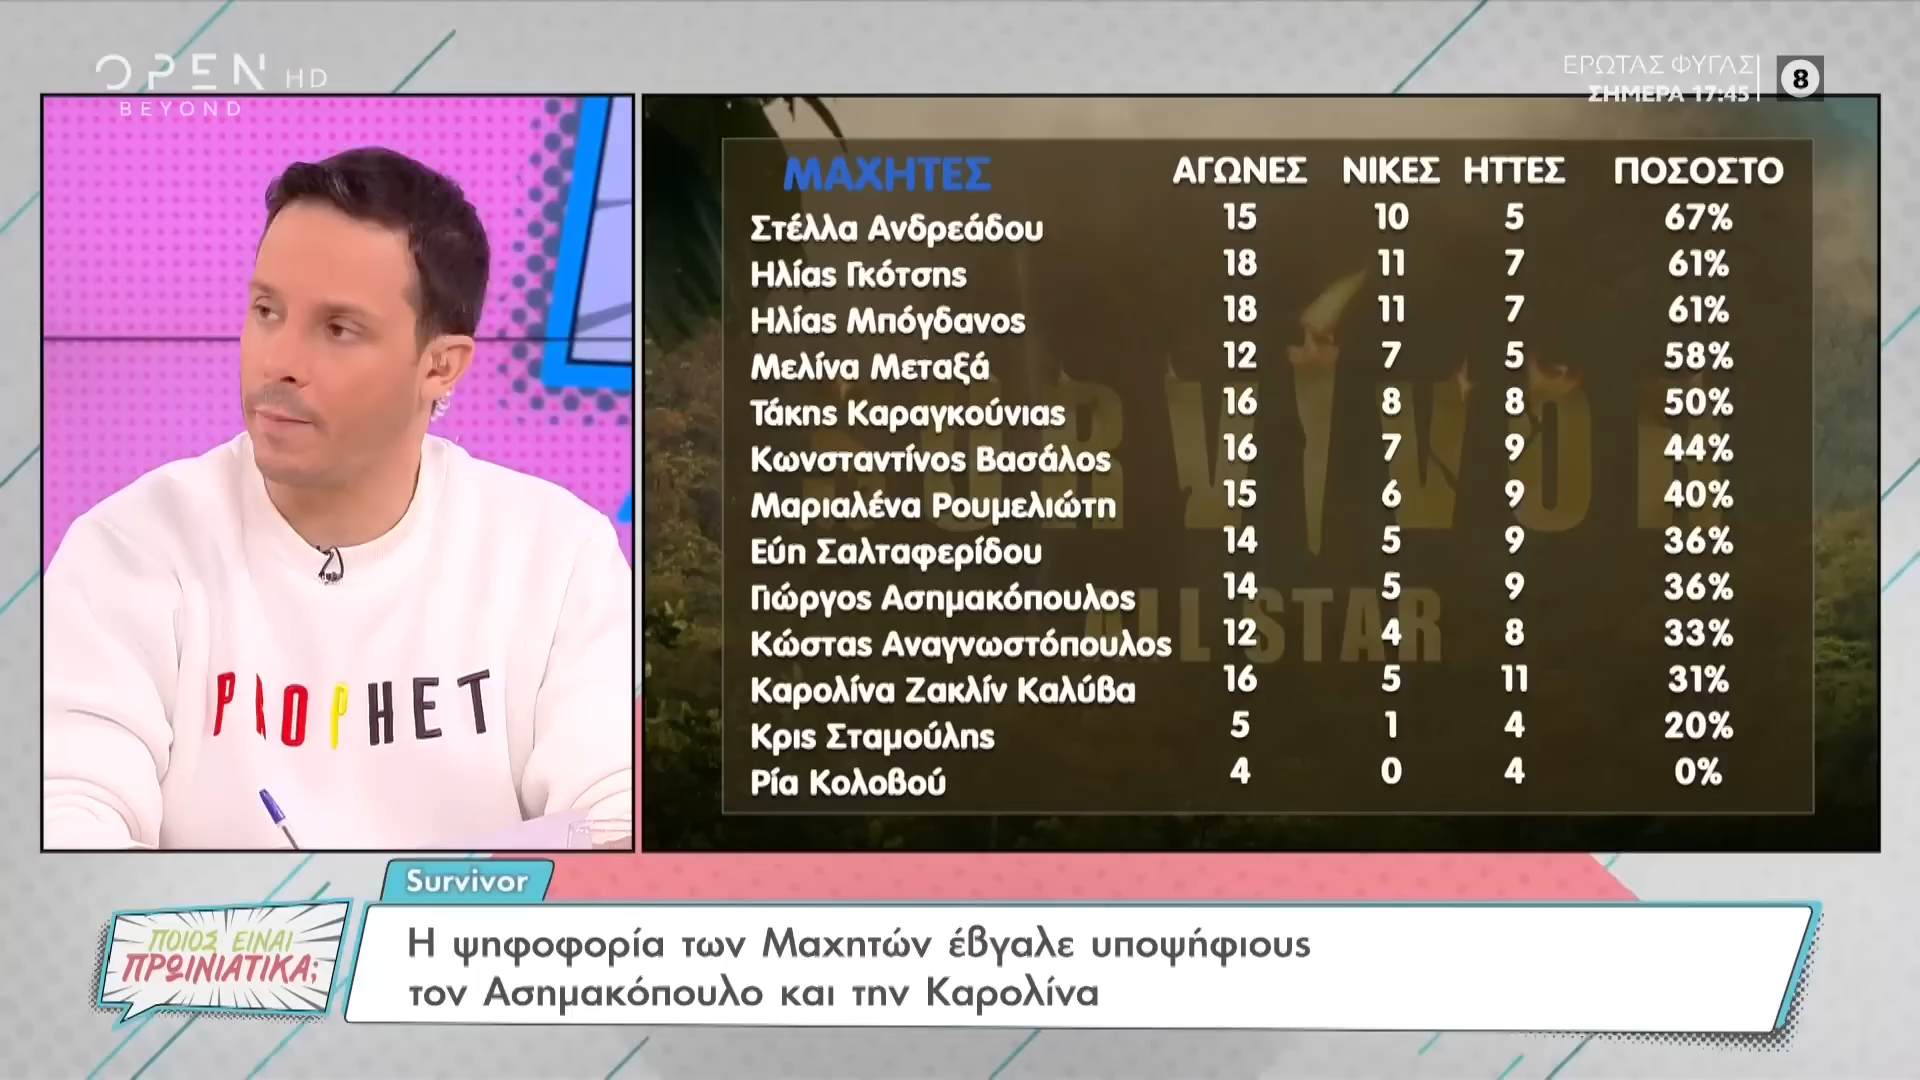 OPEN HD
BEYOND
ΕΡΩΤΑΣ ΦΥΓΑΣ
ΣΗΜΕΡΑ 17:45
8
ΜΑΧΗΤΕΣ ΑΓΩΝΕΣ ΝΙΚΕΣ ΗΤΤΕΣ ΠΟΣΟΣΤΟ
Στέλλα Ανδρεάδου 15 10 5 67%
Ηλίας Γκότσης 18 11 7 61%
Ηλίας Μπόγδανος 18 11 7 61%
Μελίνα Μεταξά 12 7 5 58%
Τάκης Καραγκούνιας 16 8 8 50%
Κωνσταντίνος Βασάλος 16 7 9 44%
Μαριαλένα Ρουμελιώτη 15 6 9 40%
Εύη Σαλταφερίδου 14 5 9 36%
Γιώργος Ασημακόπουλος 14 5 9 36%
Κώστας Αναγνωστόπουλος 12 4 8 33%
Καρολίνα Ζακλίν Καλύβα 16 5 11 31%
Κρις Σταμούλης 5 1 4 20%
Ρία Κολοβού 4 0 4 0%
SURVIVOR
ALL STAR
PROPHET
Survivor
ΠΟΙΟΣ ΕΙΝΑΙ
ΠΡΩΙΝΙΑΤΙΚΑ;
Η ψηφοφορία των Μαχητών έβγαλε υποψήφιους
τον Ασημακόπουλο και την Καρολίνα